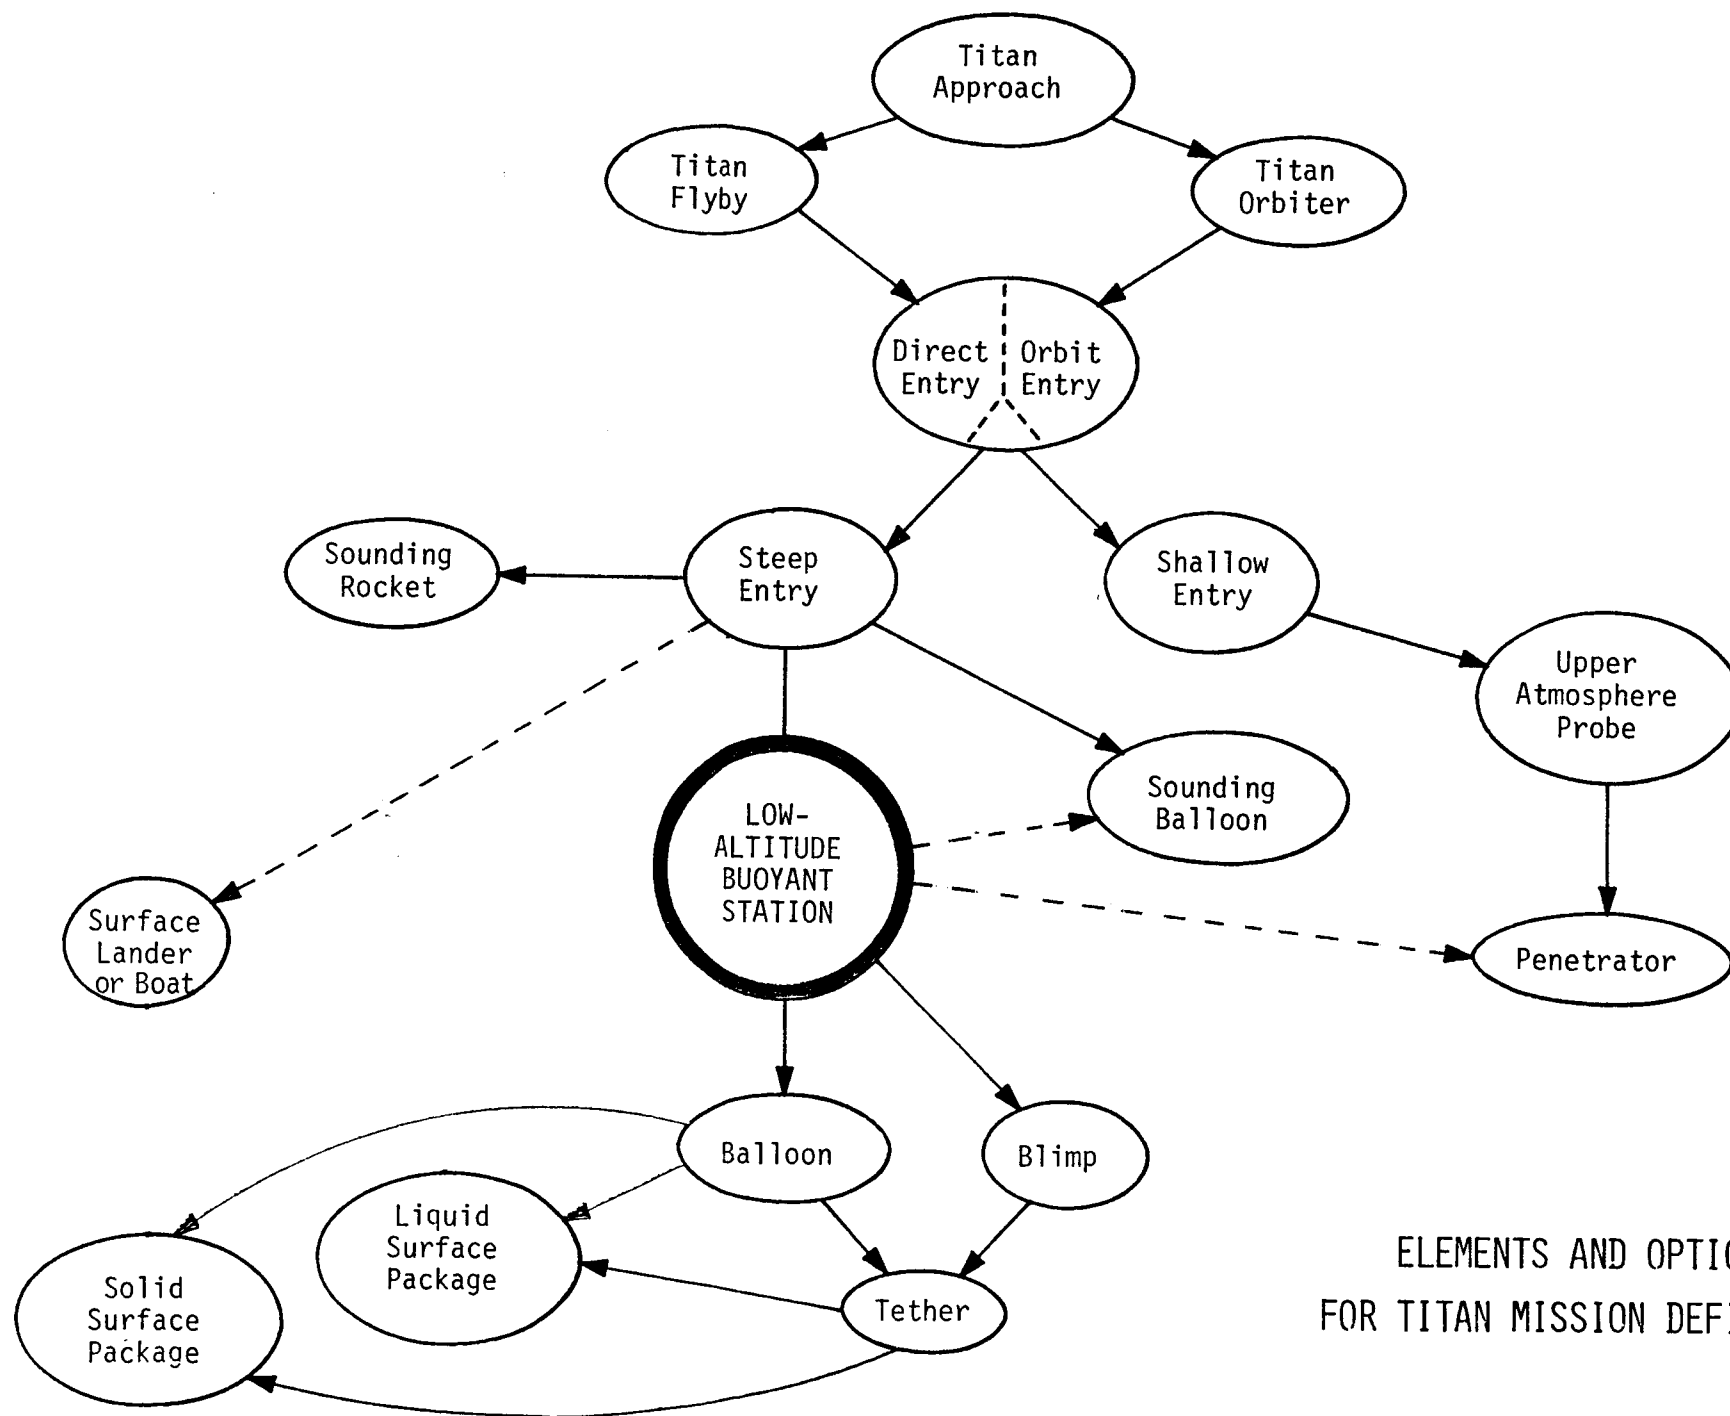 Titan
Approach
Titan
Flyby
Titan
Orbiter
Direct
Entry
Orbit
Entry
Sounding
Rocket
Steep
Entry
Shallow
Entry
Upper
Atmosphere
Probe
Sounding
Balloon
LOW-
ALTITUDE
BUOYANT
STATION
Surface
Lander
or Boat
Penetrator
Balloon
Blimp
Liquid
Surface
Package
Solid
Surface
Package
Tether
ELEMENTS AND
FOR TITAN MISSION